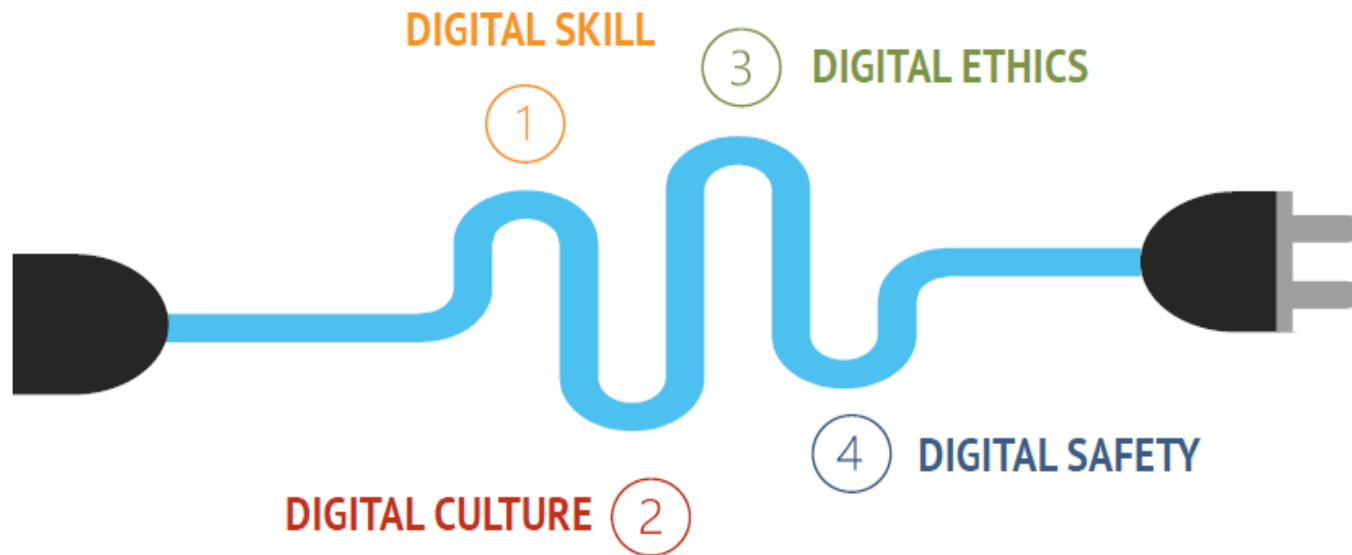 DIGITAL SKILL
1
3
DIGITAL ETHICS
4
DIGITAL SAFETY
DIGITAL CULTURE
2